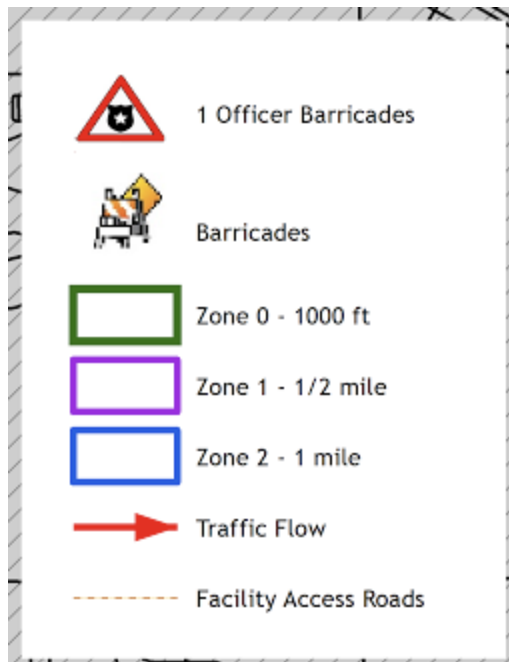 1 Officer Barricades
Barricades
Zone 0 - 1000 ft
Zone 1 - 1/2 mile
Zone 2 - 1 mile
Traffic Flow
Facility Access Roads